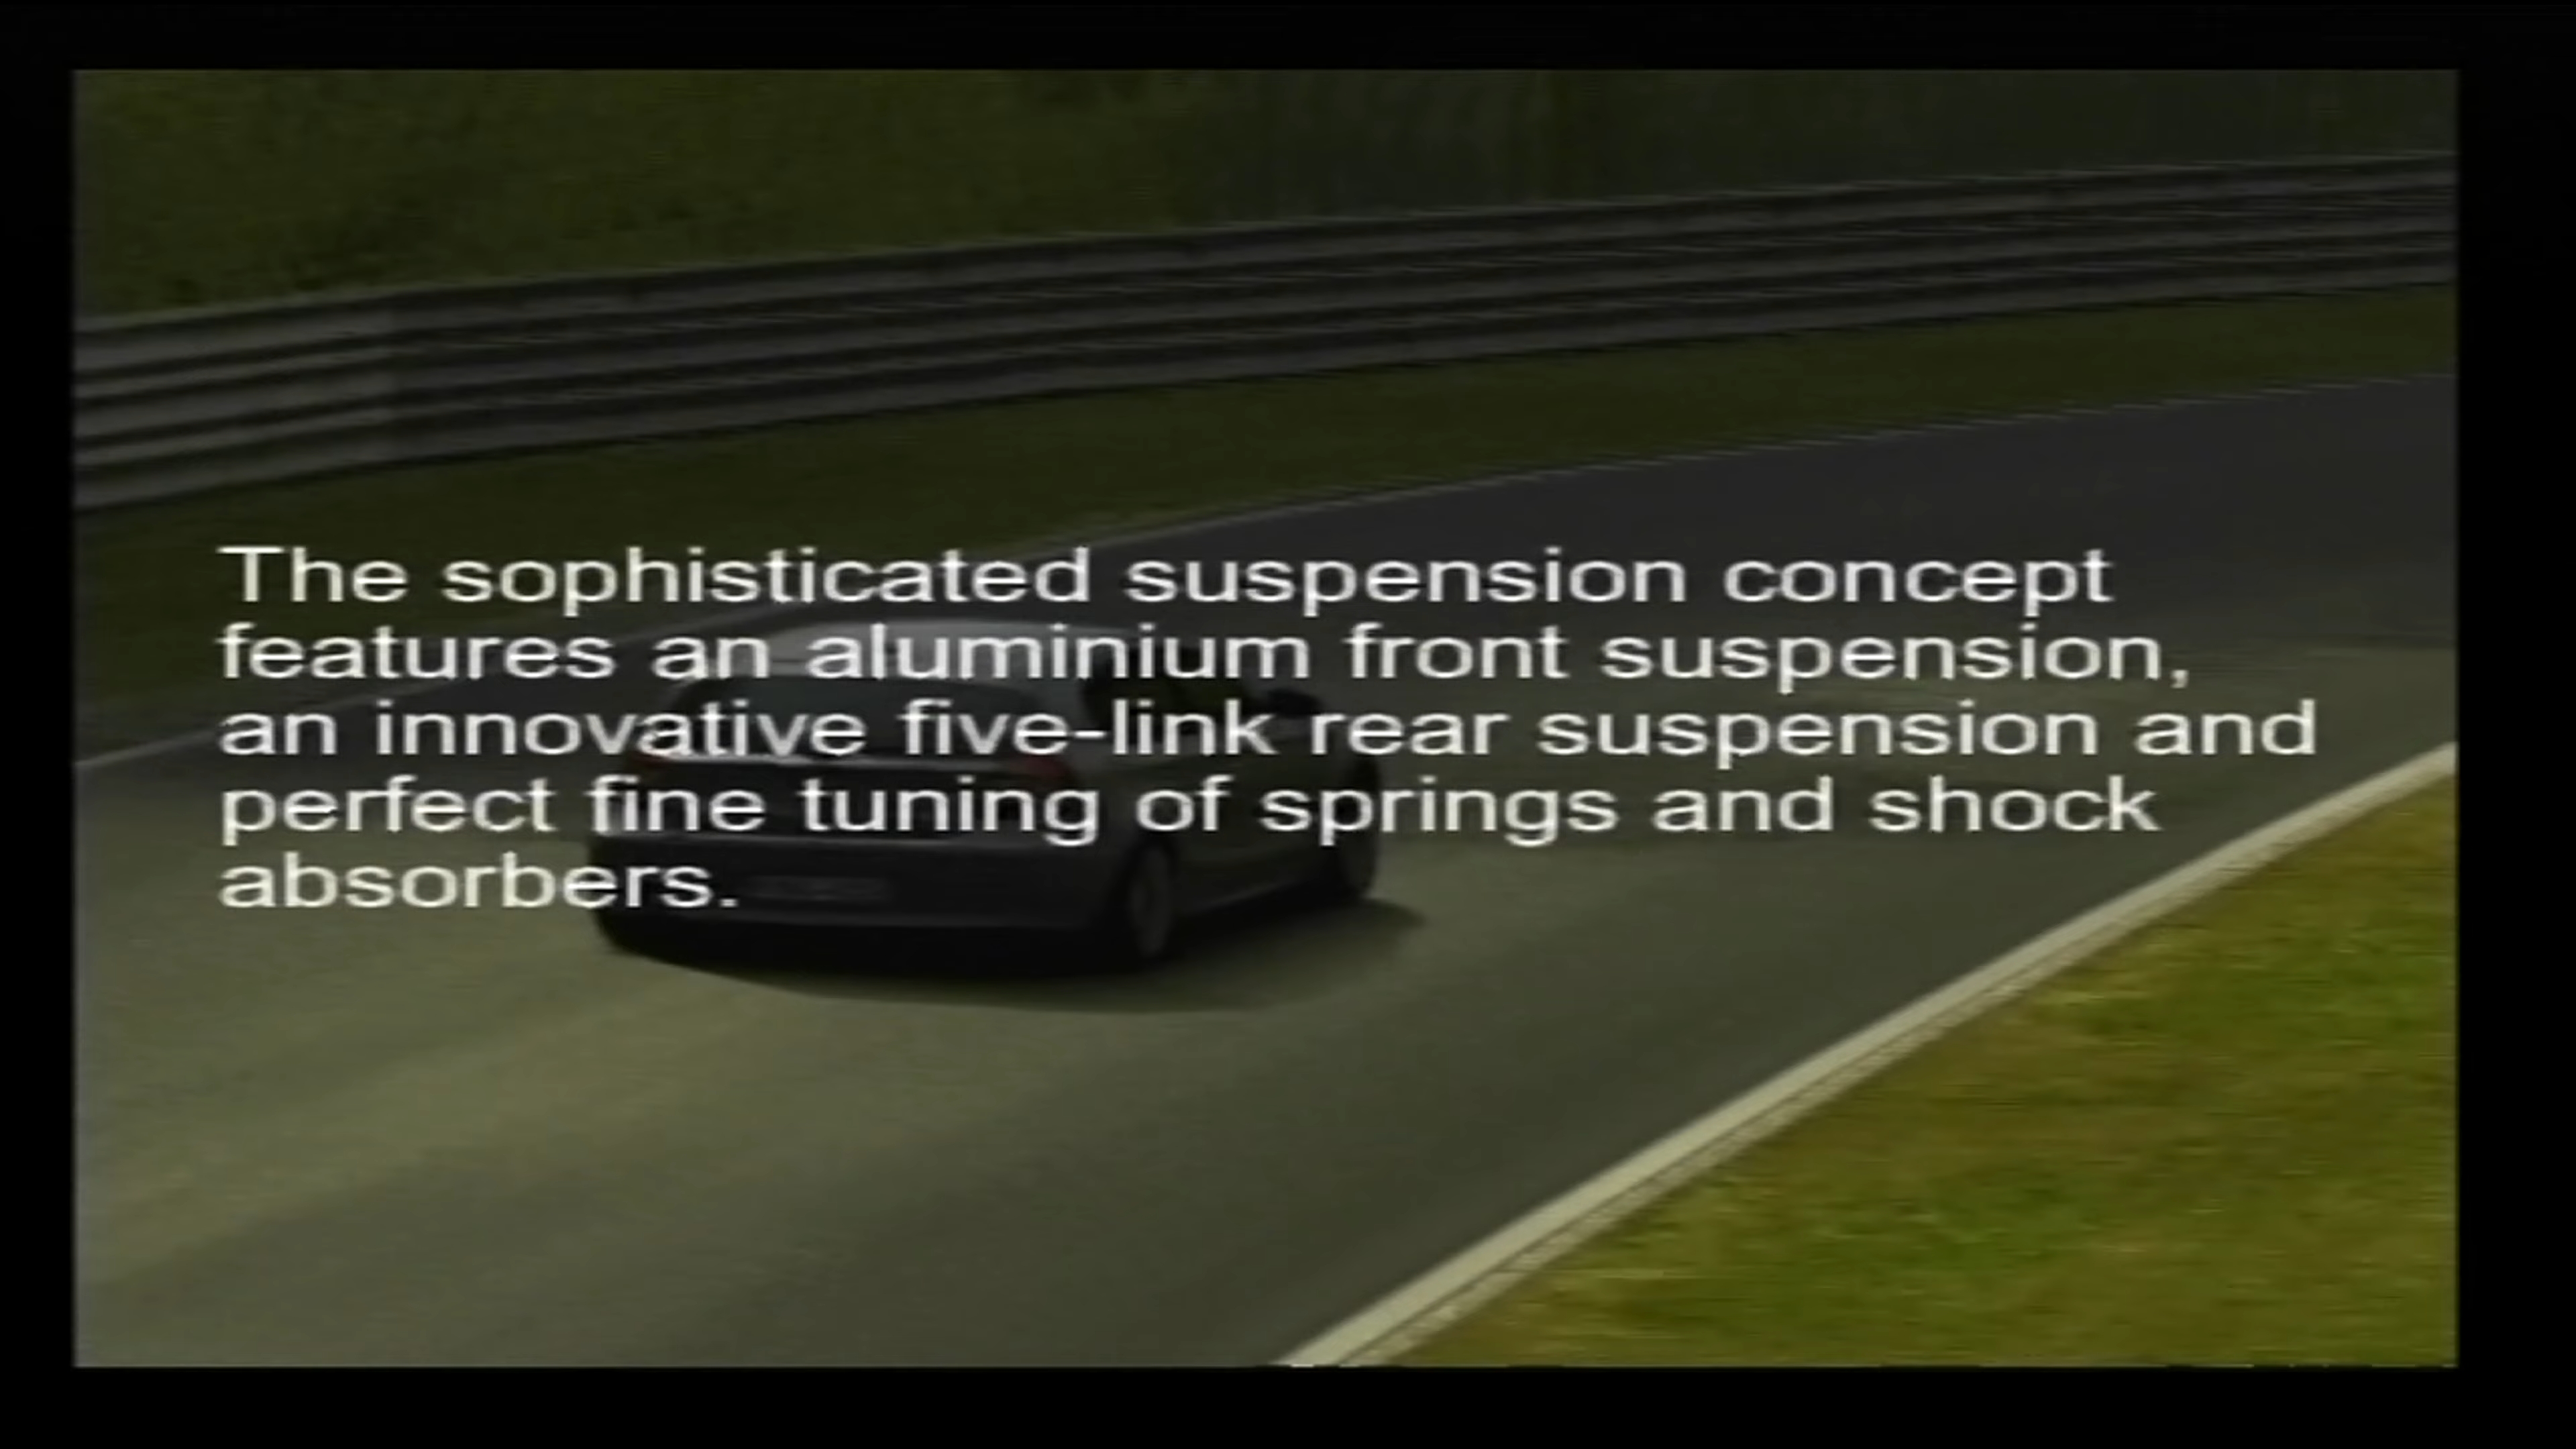 The sophisticated suspension concept
features an aluminium front suspension,
an innovative five-link rear suspension and
perfect fine tuning of springs and shock
absorbers.